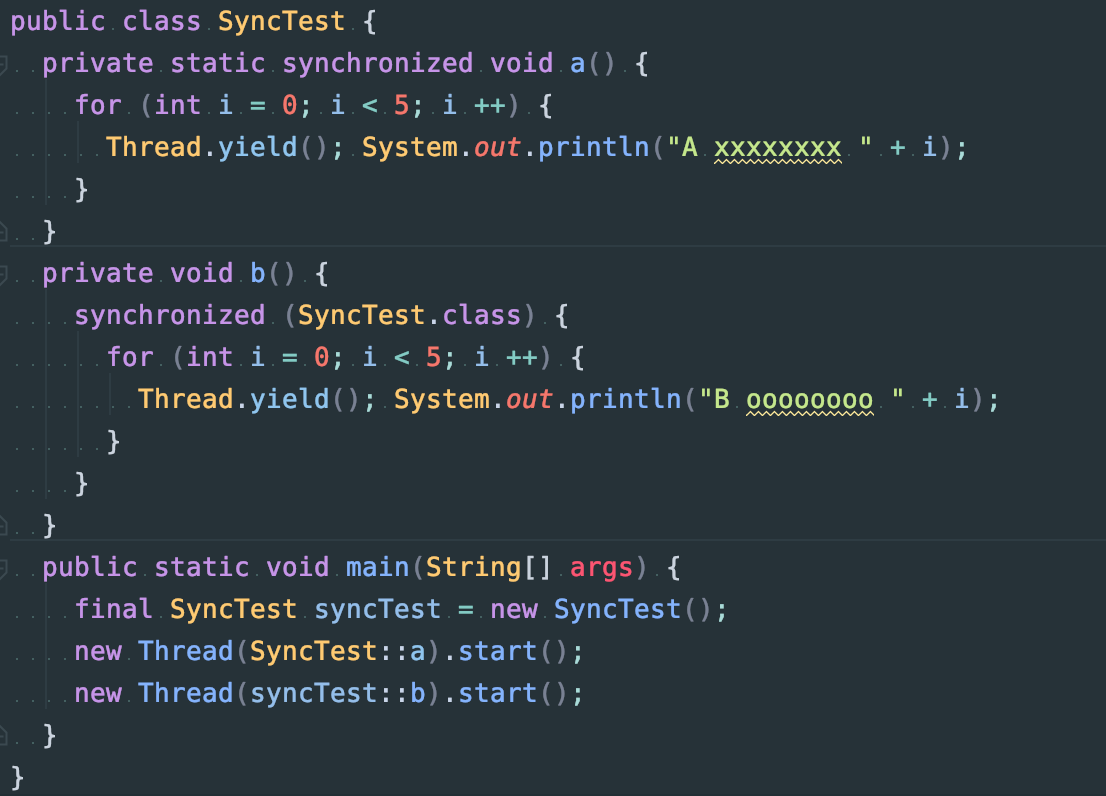 public class SyncTest {
  private static synchronized void a() {
    for (int i = 0; i < 5; i ++) {
      Thread.yield(); System.out.println("A xxxxxxxx " + i);
    }
  }
  private void b() {
    synchronized (SyncTest.class) {
      for (int i = 0; i < 5; i ++) {
        Thread.yield(); System.out.println("B oooooooo " + i);
      }
    }
  }
  public static void main(String[] args) {
    final SyncTest syncTest = new SyncTest();
    new Thread(SyncTest::a).start();
    new Thread(syncTest::b).start();
  }
}